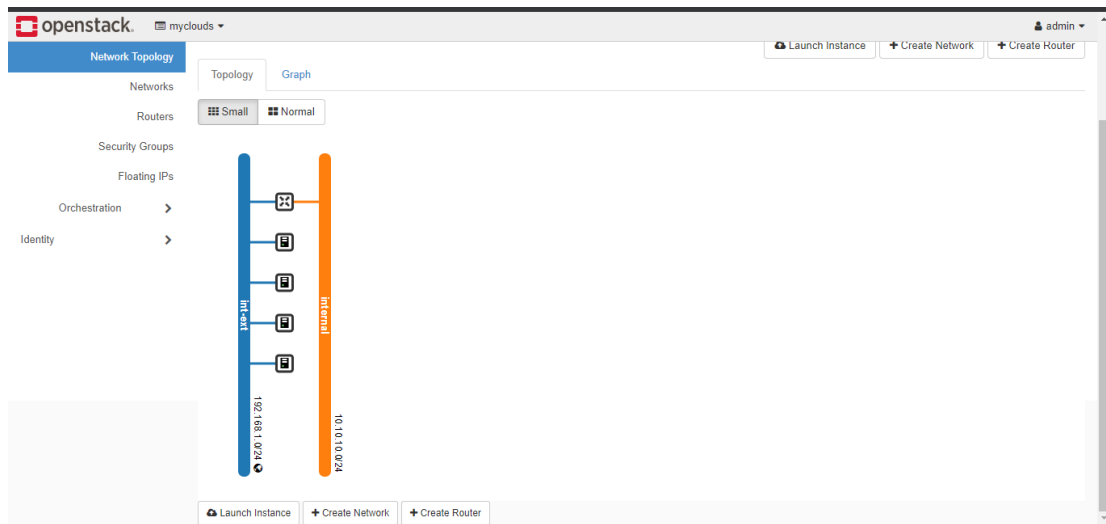 openstack. myclouds admin
Launch Instance Create Network Create Router
Network Topology
Networks
Routers
Security Groups
Floating IPs
Orchestration
Identity
Topology Graph
Small Normal
int-ext
192.168.1.0/24
internal
10.10.10.0/24
Launch Instance Create Network Create Router